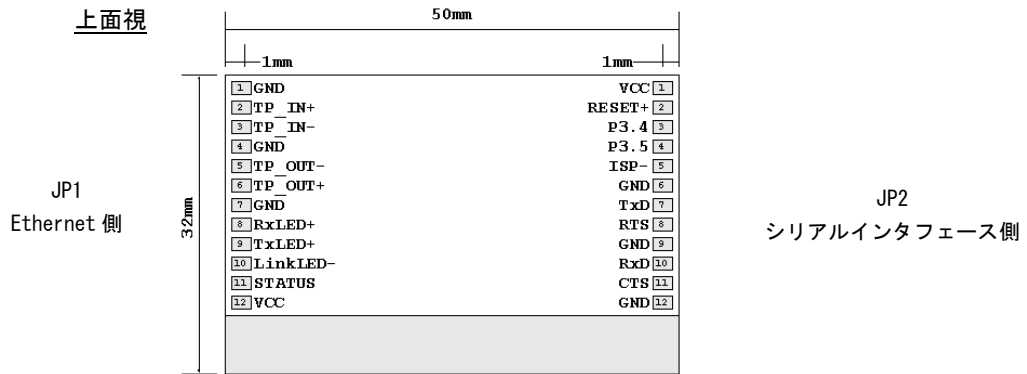 上面視
50mm
1mm
1mm
1 GND
2 TP_IN+
3 TP_IN-
4 GND
5 TP_OUT-
6 TP_OUT+
7 GND
8 RxLED+
9 TxLED+
10 LinkLED-
11 STATUS
12 VCC
VCC 1
RESET+ 2
P3.4 3
P3.5 4
ISP- 5
GND 6
TxD 7
RTS 8
GND 9
RxD 10
CTS 11
GND 12
32mm
JP1
Ethernet 側
JP2
シリアルインタフェース側